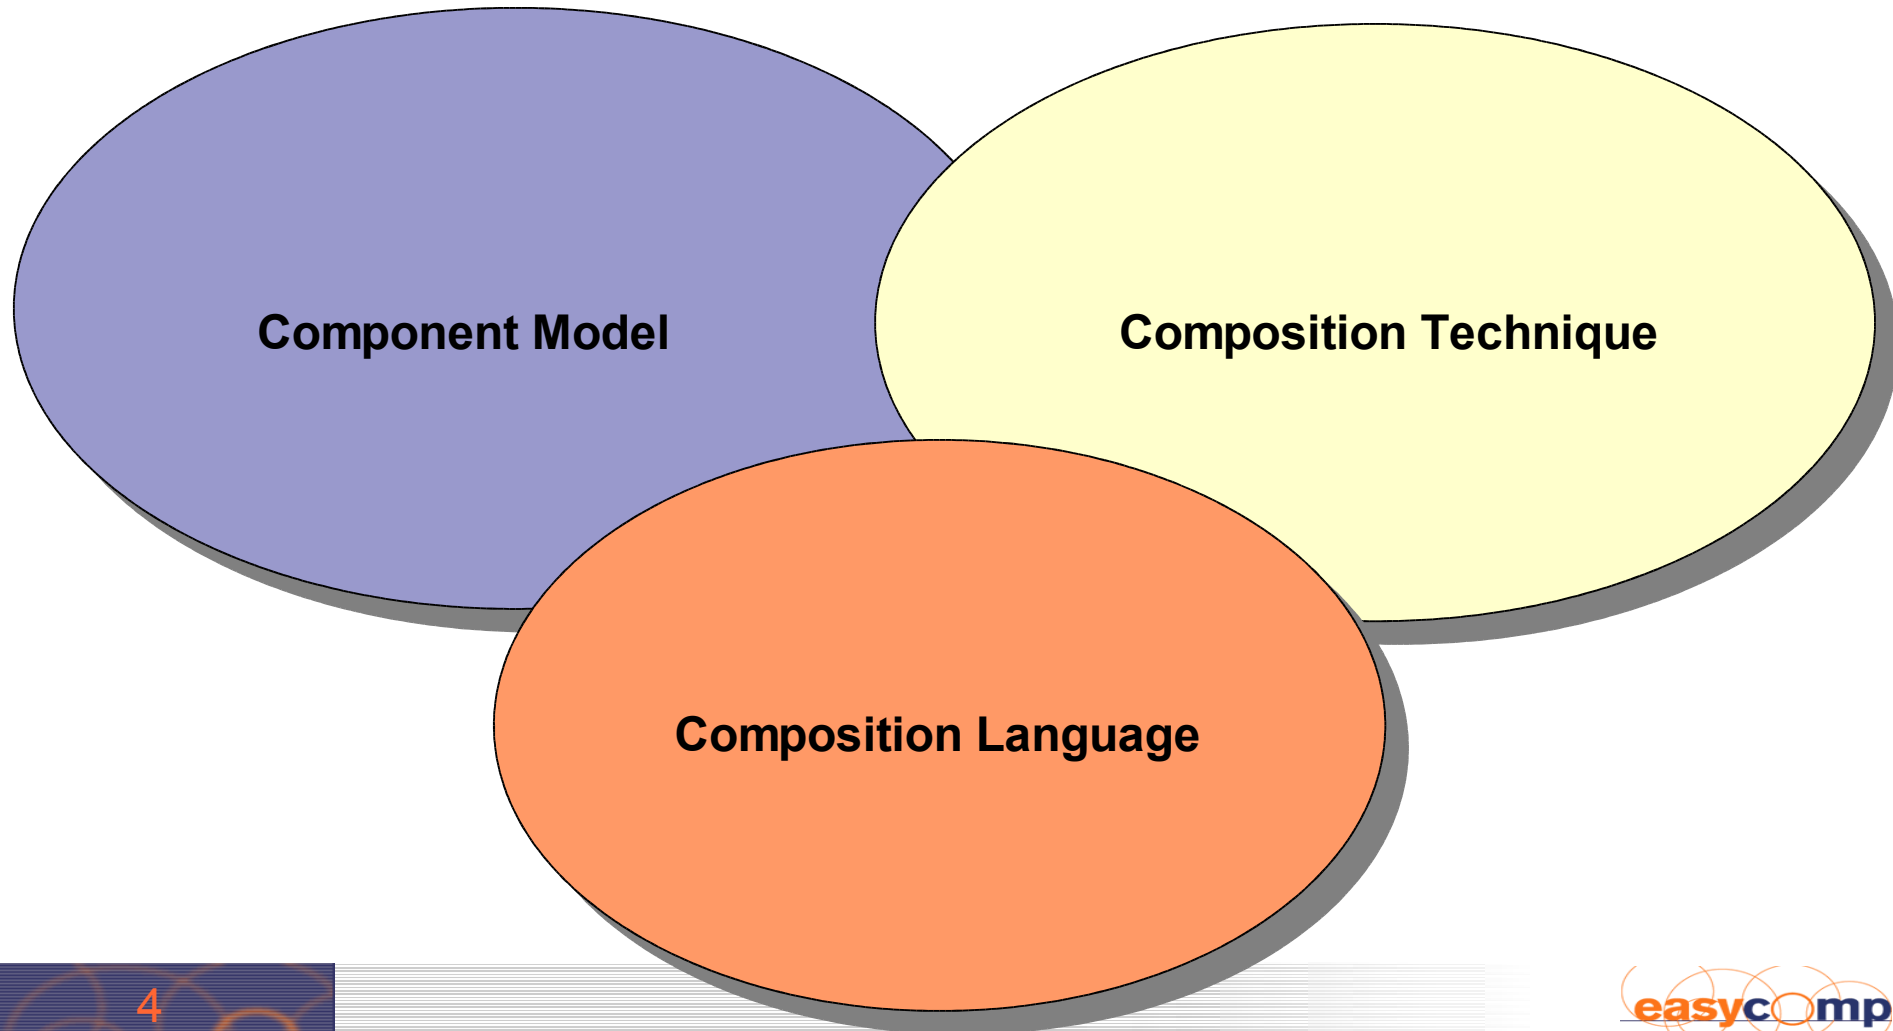 Component Model
Composition Technique
Composition Language
4
easycomp